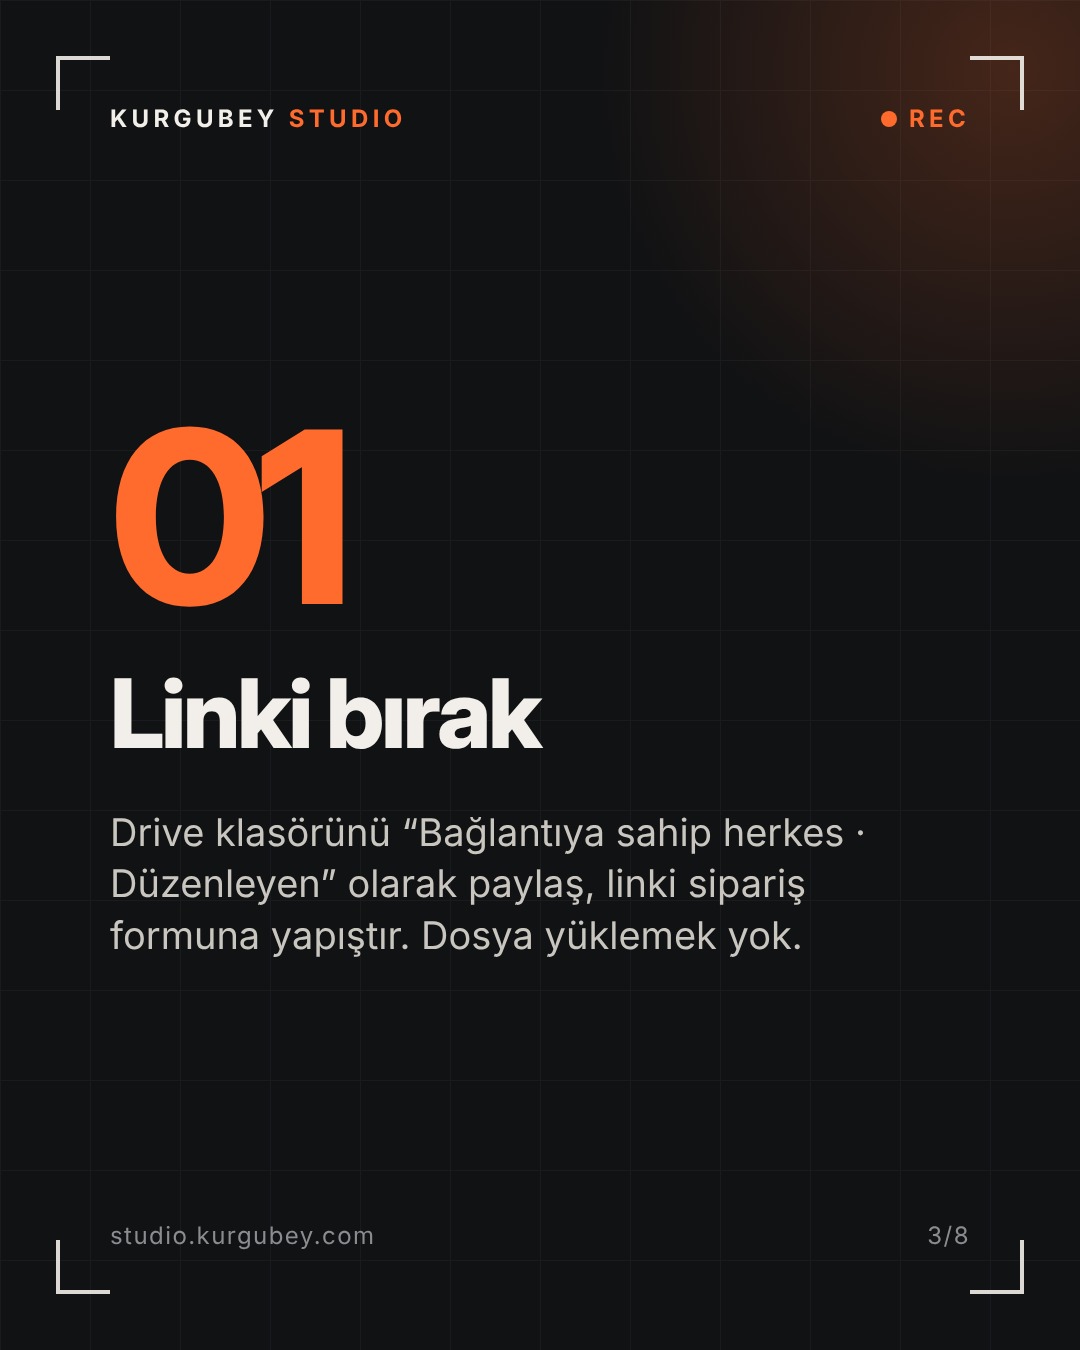 KURGUBEY STUDIO
REC
01
Linki bırak
Drive klasörünü “Bağlantıya sahip herkes ·
Düzenleyen” olarak paylaş, linki sipariş
formuna yapıştır. Dosya yüklemek yok.
studio.kurgubey.com
3/8